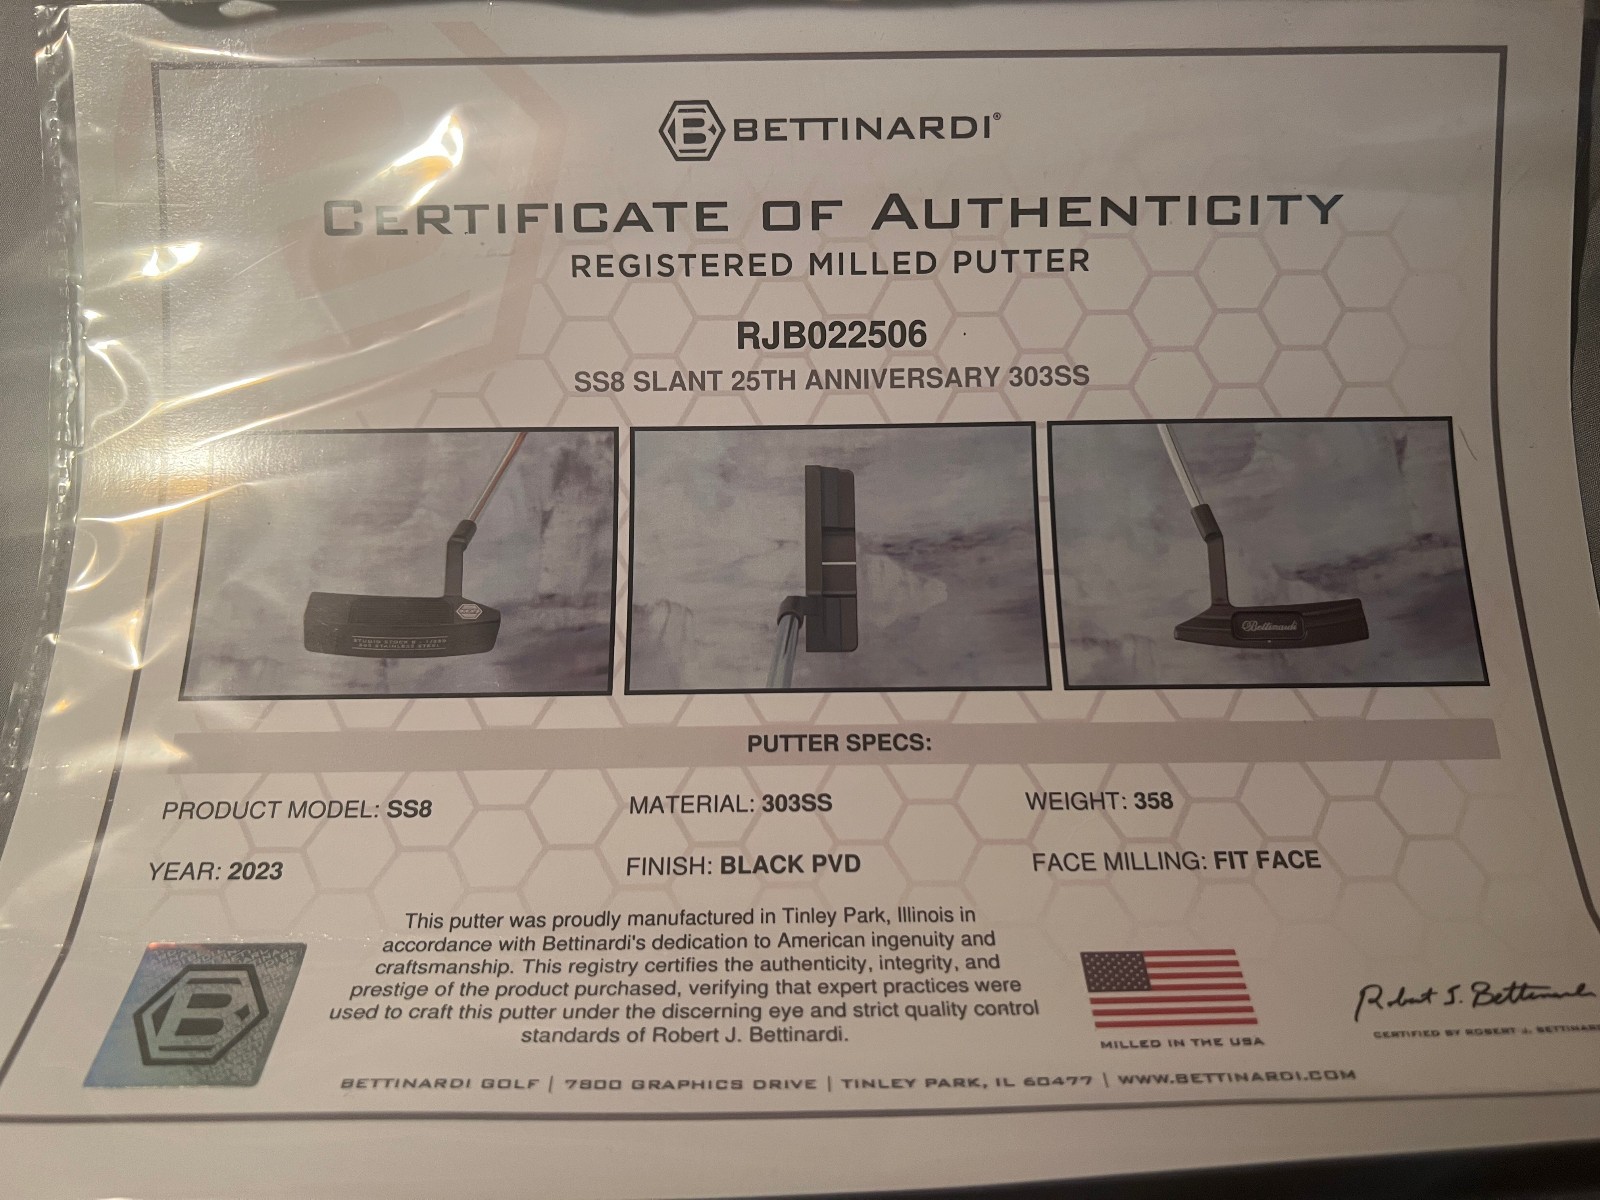 BETTINARDI®
CERTIFICATE OF AUTHENTICITY
REGISTERED MILLED PUTTER
RJB022506
SS8 SLANT 25TH ANNIVERSARY 303SS
STAINLESS STEEL
Bettinardi
PUTTER SPECS:
PRODUCT MODEL: SS8 MATERIAL: 303SS WEIGHT: 358
YEAR: 2023 FINISH: BLACK PVD FACE MILLING: FIT FACE
This putter was proudly manufactured in Tinley Park, Illinois in
accordance with Bettinardi's dedication to American ingenuity and
craftsmanship. This registry certifies the authenticity, integrity, and
prestige of the product purchased, verifying that expert practices were
used to craft this putter under the discerning eye and strict quality control
standards of Robert J. Bettinardi.
MILLED IN THE USA
Robert J. Bettinardi
CERTIFIED BY ROBERT J. BETTINAR
BETTINARDI GOLF | 7800 GRAPHICS DRIVE | TINLEY PARK, IL 60477 | WWW.BETTINARDI.COM